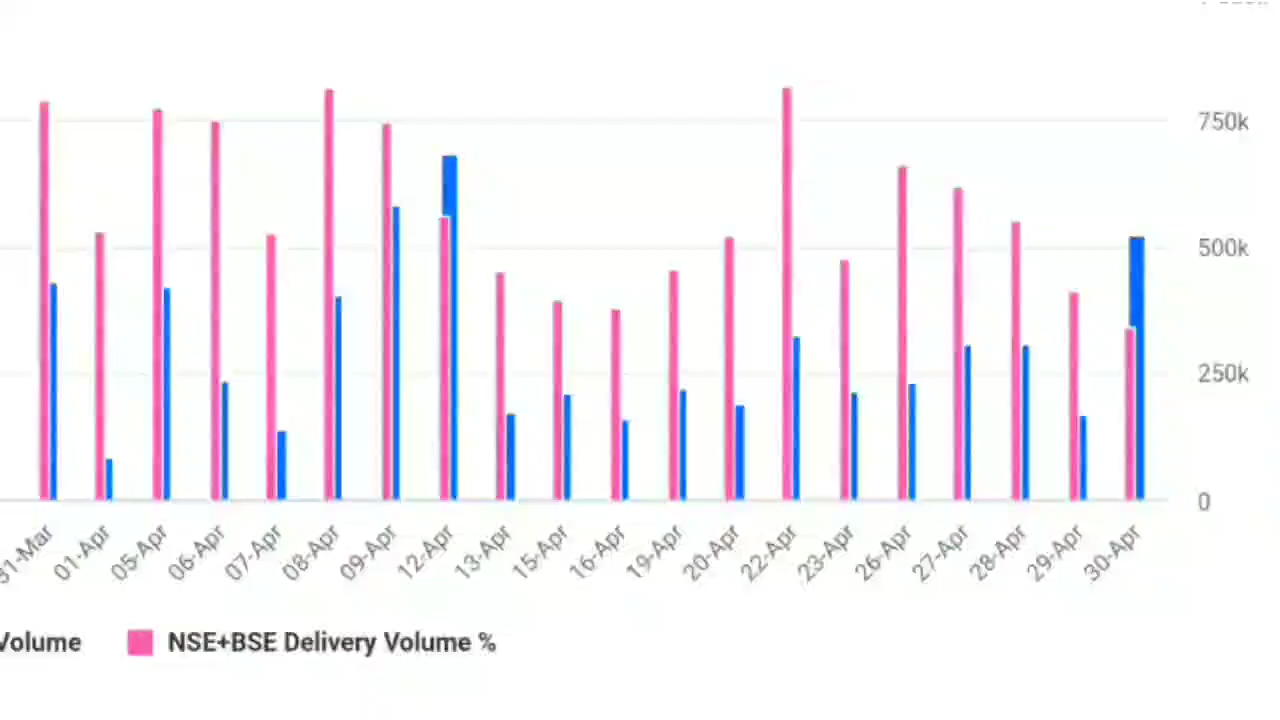 750k
500k
250k
0
31-Mar 01-Apr 05-Apr 06-Apr 07-Apr 08-Apr 09-Apr 12-Apr 13-Apr 15-Apr 16-Apr 19-Apr 20-Apr 22-Apr 23-Apr 26-Apr 27-Apr 28-Apr 29-Apr 30-Apr
Volume NSE+BSE Delivery Volume %